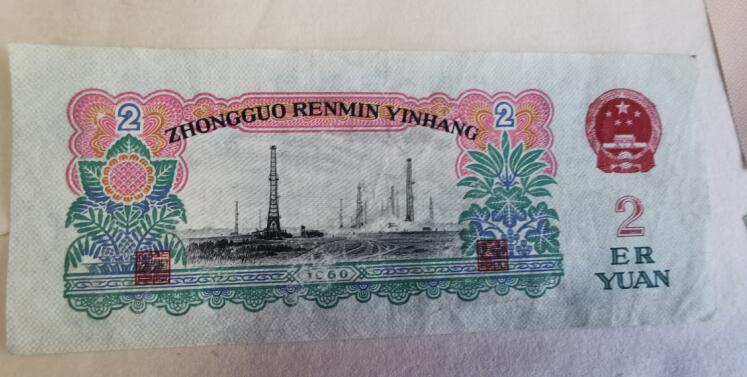 2 2
ZHONGGUO RENMIN YINHANG
2
ER
YUAN
1960